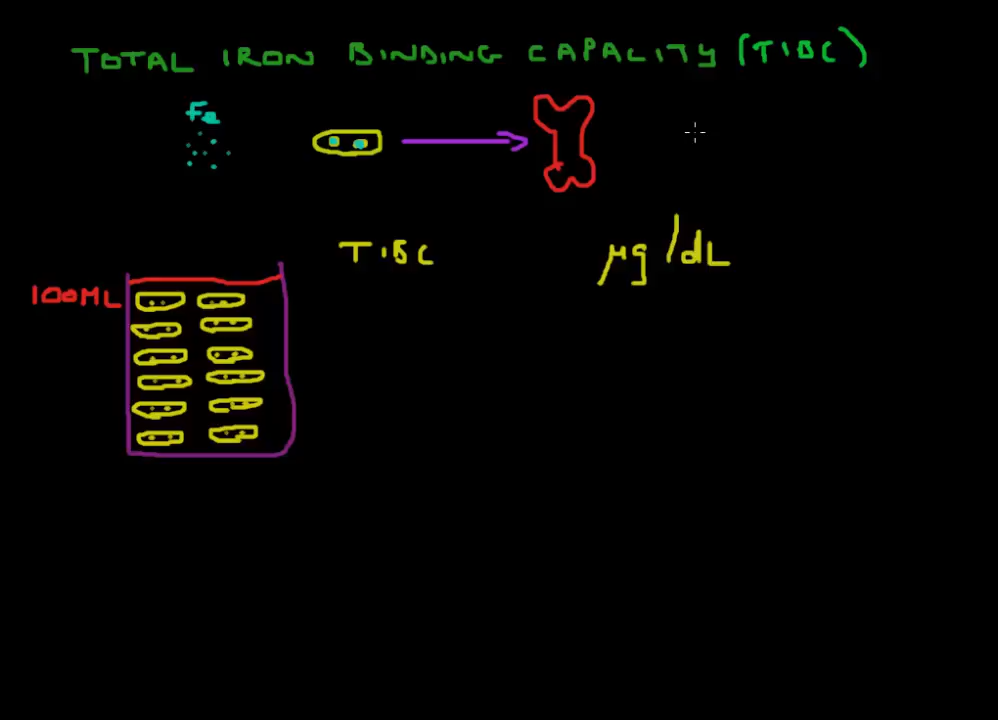 TOTAL IRON BINDING CAPACITY (TIBC)
Fe
TIBC µg/dL
100ML